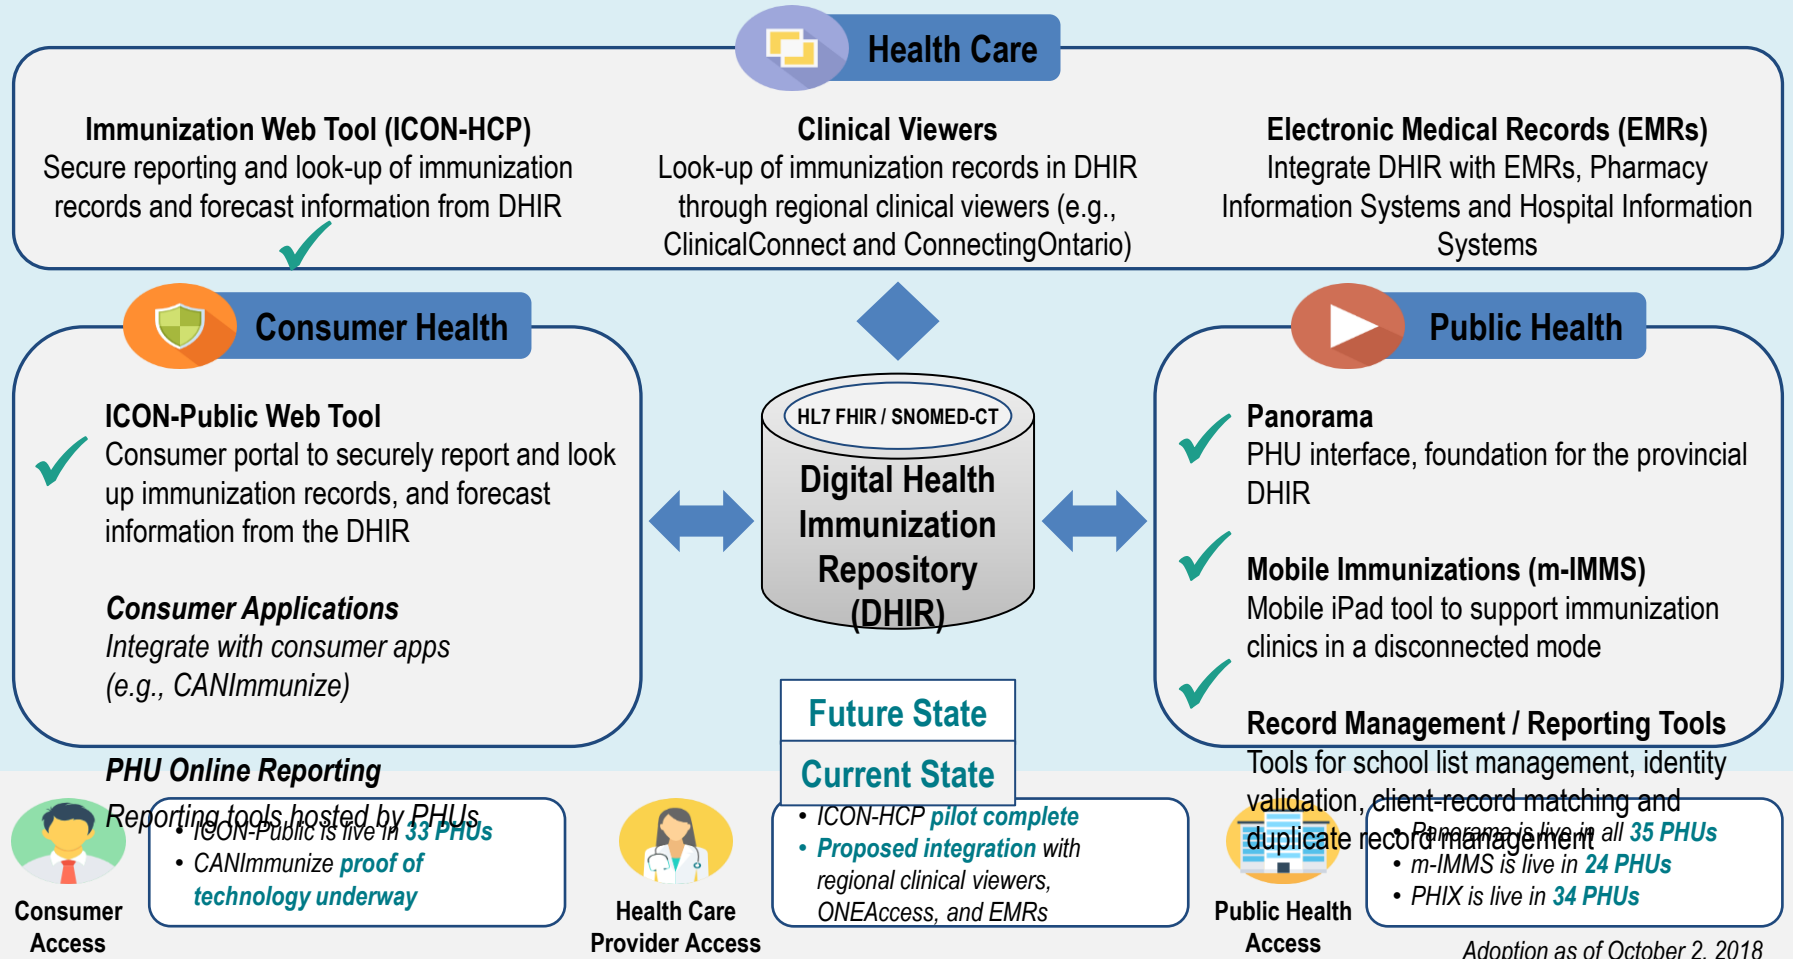 Health Care
Immunization Web Tool (ICON-HCP)
Secure reporting and look-up of immunization
records and forecast information from DHIR
Clinical Viewers
Look-up of immunization records in DHIR
through regional clinical viewers (e.g.,
ClinicalConnect and ConnectingOntario)
Electronic Medical Records (EMRs)
Integrate DHIR with EMRs, Pharmacy
Information Systems and Hospital Information
Systems
Consumer Health
ICON-Public Web Tool
Consumer portal to securely report and look
up immunization records, and forecast
information from the DHIR
Consumer Applications
Integrate with consumer apps
(e.g., CANImmunize)
PHU Online Reporting
Reporting tools hosted by PHUs
HL7 FHIR / SNOMED-CT
Digital Health
Immunization
Repository
(DHIR)
Public Health
Panorama
PHU interface, foundation for the provincial
DHIR
Mobile Immunizations (m-IMMS)
Mobile iPad tool to support immunization
clinics in a disconnected mode
Record Management / Reporting Tools
Tools for school list management, identity
validation, client-record matching and
duplicate record management
Future State
Current State
Consumer
Access
• ICON-Public is live in 33 PHUs
• CANImmunize proof of
technology underway
Health Care
Provider Access
• ICON-HCP pilot complete
• Proposed integration with
regional clinical viewers,
ONEAccess, and EMRs
Public Health
Access
• Panorama is live in all 35 PHUs
• m-IMMS is live in 24 PHUs
• PHIX is live in 34 PHUs
Adoption as of October 2, 2018